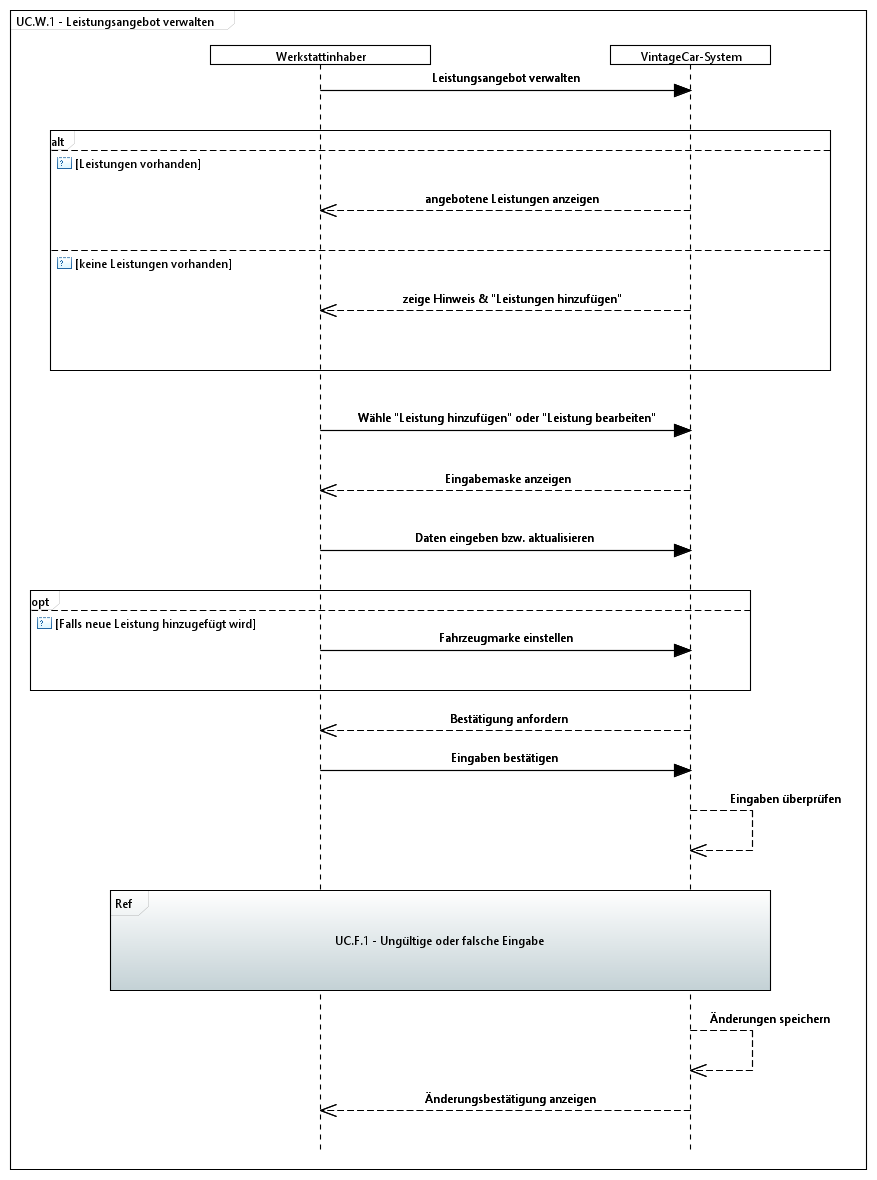 UC.W.1 - Leistungsangebot verwalten
Werkstattinhaber
VintageCar-System
Leistungsangebot verwalten
alt
? [Leistungen vorhanden]
angebotene Leistungen anzeigen
? [keine Leistungen vorhanden]
zeige Hinweis & "Leistungen hinzufügen"
Wähle "Leistung hinzufügen" oder "Leistung bearbeiten"
Eingabemaske anzeigen
Daten eingeben bzw. aktualisieren
opt
? [Falls neue Leistung hinzugefügt wird]
Fahrzeugmarke einstellen
Bestätigung anfordern
Eingaben bestätigen
Eingaben überprüfen
Ref
UC.F.1 - Ungültige oder falsche Eingabe
Änderungen speichern
Änderungsbestätigung anzeigen